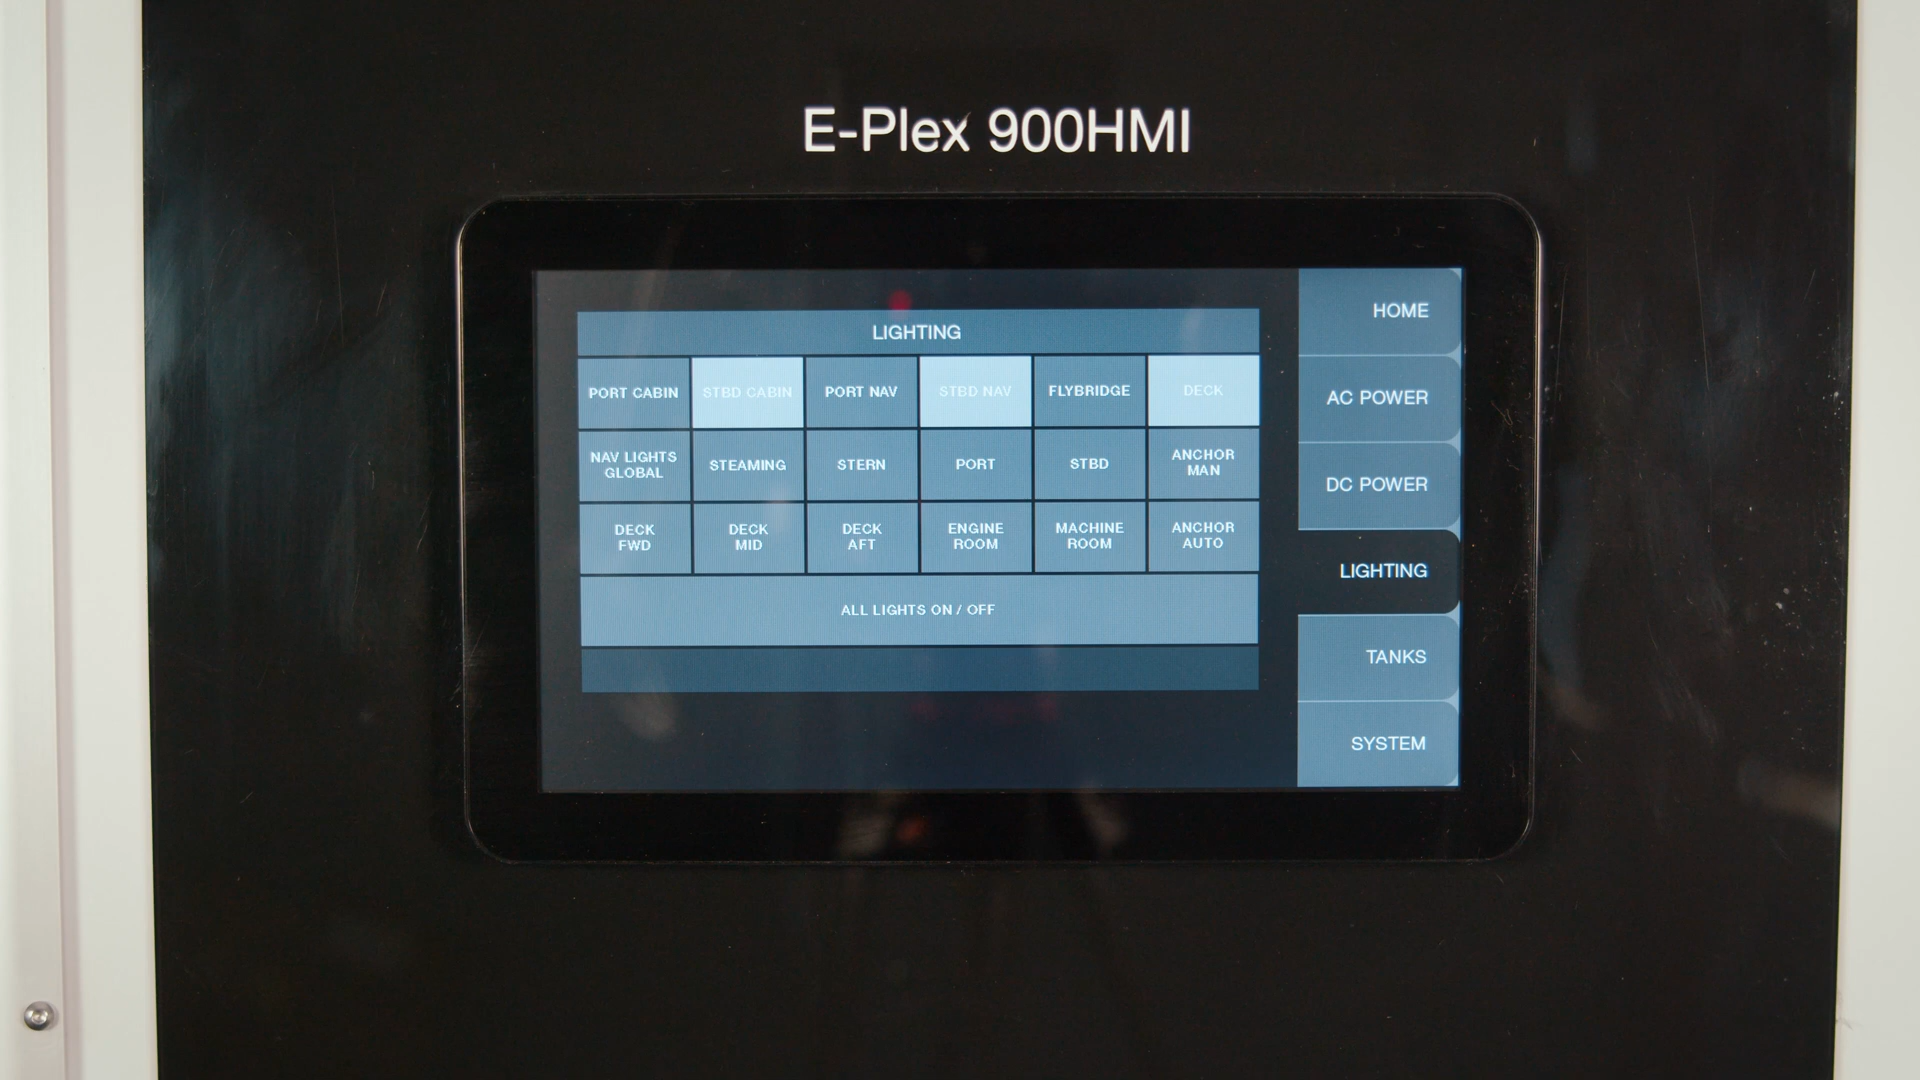 E-Plex 900HMI
LIGHTING
PORT CABIN
STBD CABIN
PORT NAV
STBD NAV
FLYBRIDGE
DECK
NAV LIGHTS
GLOBAL
STEAMING
STERN
PORT
STBD
ANCHOR
MAN
DECK
FWD
DECK
MID
DECK
AFT
ENGINE
ROOM
MACHINE
ROOM
ANCHOR
AUTO
ALL LIGHTS ON / OFF
HOME
AC POWER
DC POWER
LIGHTING
TANKS
SYSTEM